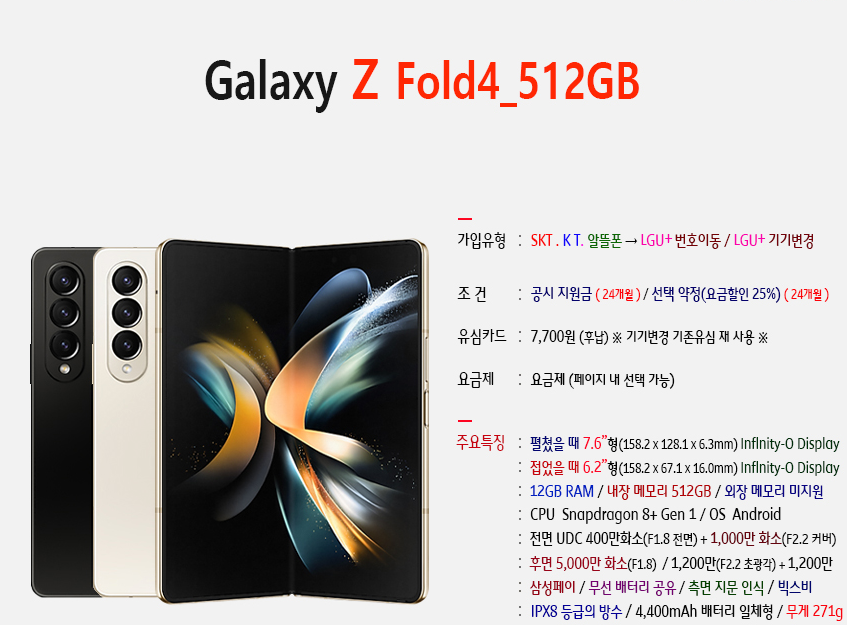 Galaxy Z Fold4_512GB
가입유형 : SKT . K T. 알뜰폰 → LGU+ 번호이동 / LGU+ 기기변경
조 건 : 공시 지원금 ( 24개월 ) / 선택 약정(요금할인 25%) ( 24개월 )
유심카드 : 7,700원 (후납) ※ 기기변경 기존유심 재 사용 ※
요금제 : 요금제 (페이지 내 선택 가능)
주요특징 : 펼쳤을 때 7.6”형(158.2 x 128.1 x 6.3mm) InfInity-O Display
: 접었을 때 6.2”형(158.2 x 67.1 x 16.0mm) InfInity-O Display
: 12GB RAM / 내장 메모리 512GB / 외장 메모리 미지원
: CPU Snapdragon 8+ Gen 1 / OS Android
: 전면 UDC 400만화소(F1.8 전면) + 1,000만 화소(F2.2 커버)
: 후면 5,000만 화소(F1.8) / 1,200만(F2.2 초광각) + 1,200만
: 삼성페이 / 무선 배터리 공유 / 측면 지문 인식 / 빅스비
: IPX8 등급의 방수 / 4,400mAh 배터리 일체형 / 무게 271g